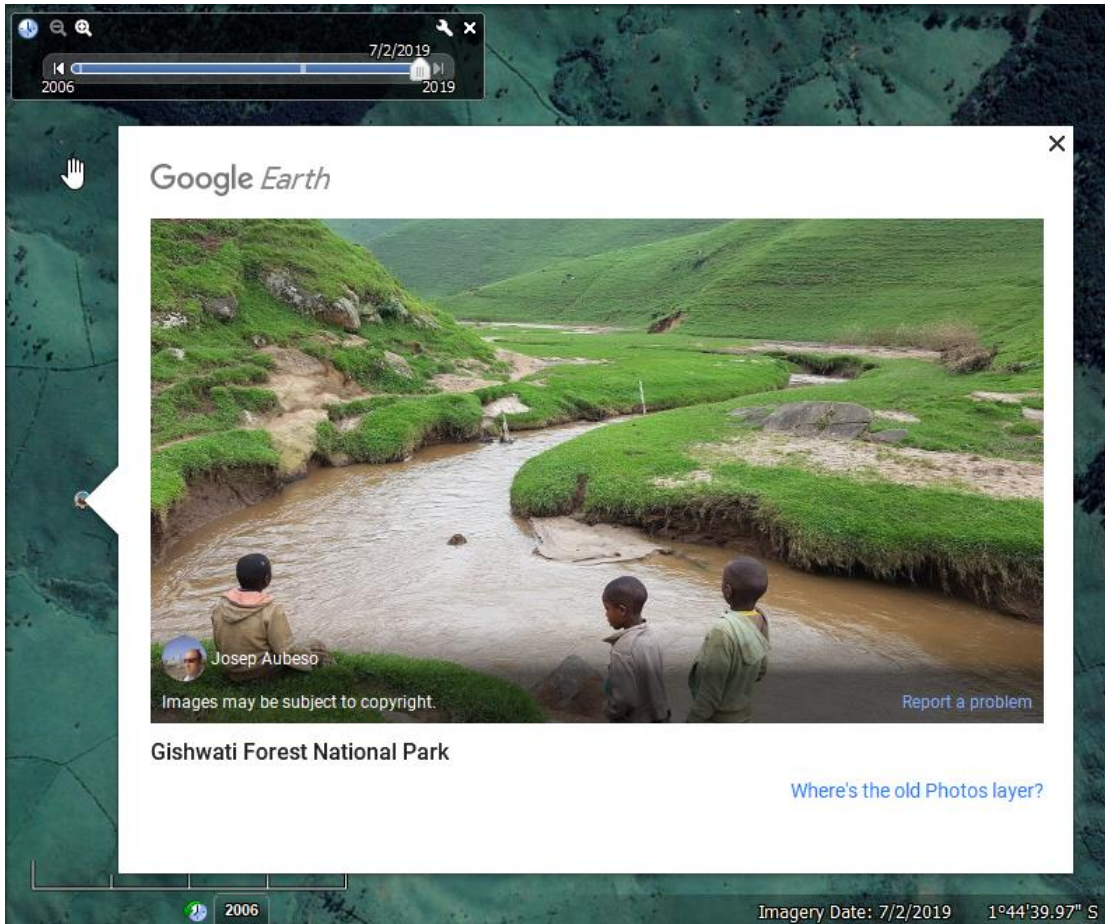 7/2/2019
2006
2019
Google Earth
Josep Aubeso
Images may be subject to copyright.
Report a problem
Gishwati Forest National Park
Where's the old Photos layer?
2006
Imagery Date: 7/2/2019 1°44'39.97" S